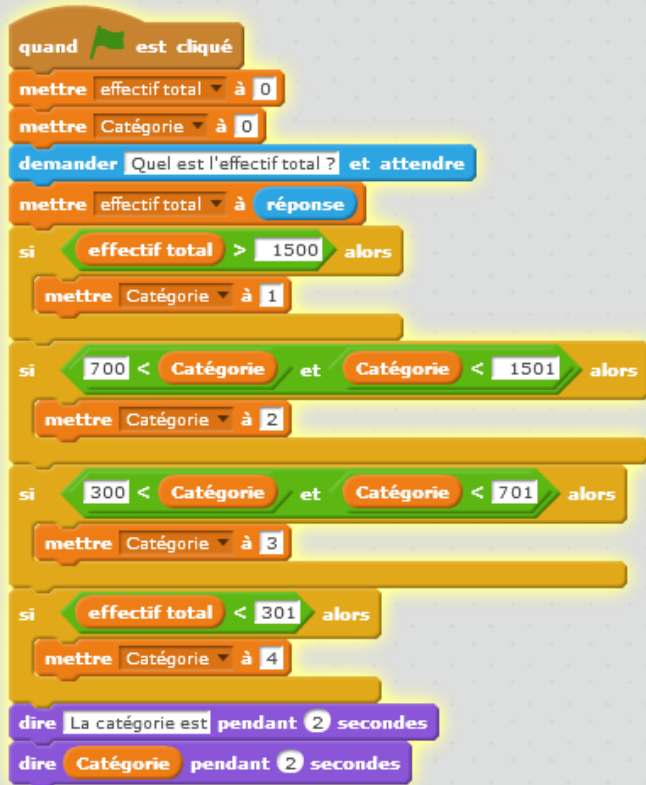 quand est cliqué
mettre effectif total à 0
mettre Catégorie à 0
demander Quel est l'effectif total ? et attendre
mettre effectif total à réponse
si effectif total > 1500 alors
mettre Catégorie à 1
si 700 < Catégorie et Catégorie < 1501 alors
mettre Catégorie à 2
si 300 < Catégorie et Catégorie < 701 alors
mettre Catégorie à 3
si effectif total < 301 alors
mettre Catégorie à 4
dire La catégorie est pendant 2 secondes
dire Catégorie pendant 2 secondes